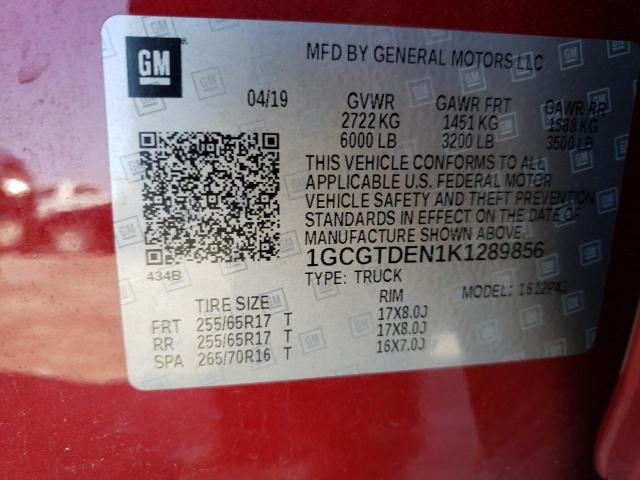 GM
MFD BY GENERAL MOTORS LLC
04/19 GVWR GAWR FRT GAWR RR
2722 KG 1451 KG 1588 KG
6000 LB 3200 LB 3500 LB
THIS VEHICLE CONFORMS TO ALL
APPLICABLE U.S. FEDERAL MOTOR
VEHICLE SAFETY AND THEFT PREVENTION
STANDARDS IN EFFECT ON THE DATE OF
MANUFACTURE SHOWN ABOVE.
434B 1GCGTDEN1K1289856
TYPE: TRUCK MODEL:
TIRE SIZE RIM
FRT 255/65R17 T 17X8.0J
RR 255/65R17 T 17X8.0J
SPA 265/70R16 T 16X7.0J